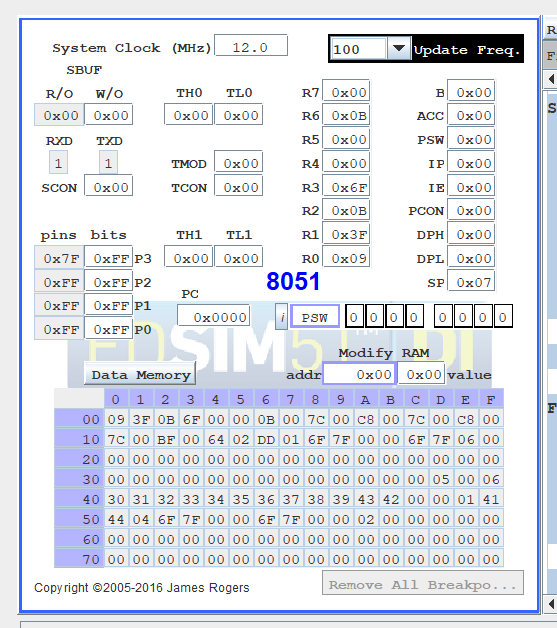 System Clock (MHz) 12.0 100 Update Freq.
SBUF
R/O W/O TH0 TL0 R7 0x00 B 0x00
0x00 0x00 0x00 0x00 R6 0x0B ACC 0x00
RXD TXD R5 0x00 PSW 0x00
1 1 TMOD 0x00 R4 0x00 IP 0x00
SCON 0x00 TCON 0x00 R3 0x6F IE 0x00
R2 0x0B PCON 0x00
pins bits TH1 TL1 R1 0x3F DPH 0x00
0x7F 0xFF P3 0x00 0x00 R0 0x09 DPL 0x00
0xFF 0xFF P2 8051 SP 0x07
PC
0xFF 0xFF P1 0x0000 i PSW 0 0 0 0 0 0 0 0
0xFF 0xFF P0
EDSIM51 DI
Modify RAM
Data Memory addr 0x00 0x00 value
0 1 2 3 4 5 6 7 8 9 A B C D E F
00 09 3F 0B 6F 00 00 0B 00 7C 00 C8 00 7C 00 C8 00
10 7C 00 BF 00 64 02 DD 01 6F 7F 00 00 6F 7F 06 00
20 00 00 00 00 00 00 00 00 00 00 00 00 00 00 00 00
30 00 00 00 00 00 00 00 00 00 00 00 00 00 05 00 06
40 30 31 32 33 34 35 36 37 38 39 43 42 00 00 01 41
50 44 04 6F 7F 00 00 6F 7F 00 00 02 00 00 00 00 00
60 00 00 00 00 00 00 00 00 00 00 00 00 00 00 00 00
70 00 00 00 00 00 00 00 00 00 00 00 00 00 00 00 00
Copyright ©2005-2016 James Rogers Remove All Breakpo...